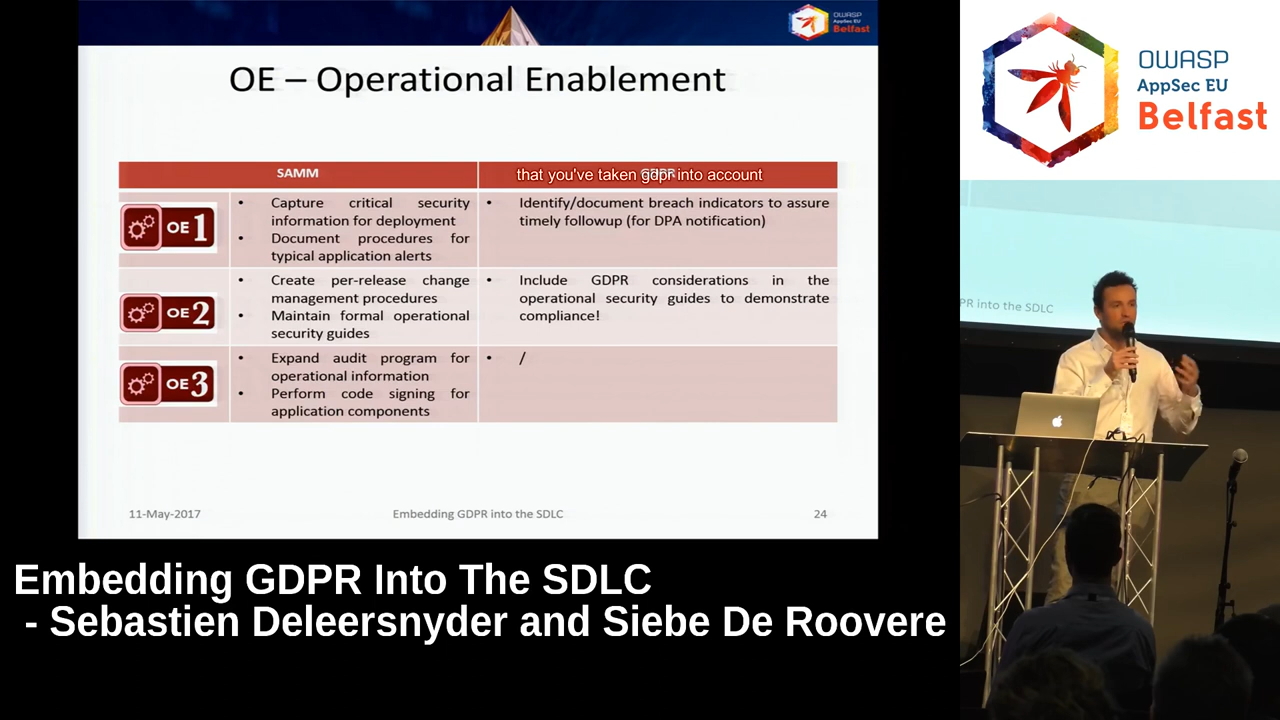 OWASP
AppSec EU
Belfast
OE – Operational Enablement
SAMM
that you've taken gdpr into account
OE 1
• Capture critical security
information for deployment
• Document procedures for
typical application alerts
• Identify/document breach indicators to assure
timely followup (for DPA notification)
OE 2
• Create per-release change
management procedures
• Maintain formal operational
security guides
• Include GDPR considerations in the
operational security guides to demonstrate
compliance!
OE 3
• Expand audit program for
operational information
• Perform code signing for
application components
• /
11-May-2017
Embedding GDPR into the SDLC
24
Embedding GDPR Into The SDLC
- Sebastien Deleersnyder and Siebe De Roovere
OWASP
AppSec EU
Belfast
PR into the SDLC